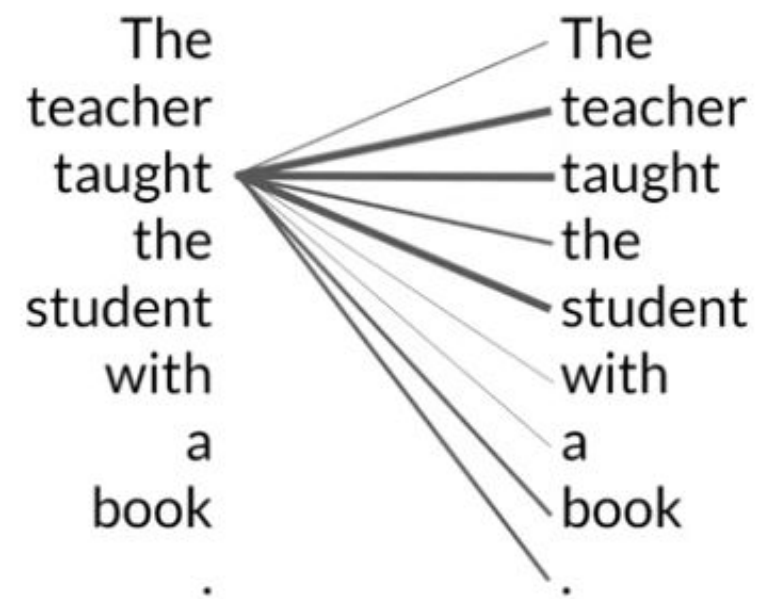 The The
teacher teacher
taught taught
the the
student student
with with
a a
book book
. .